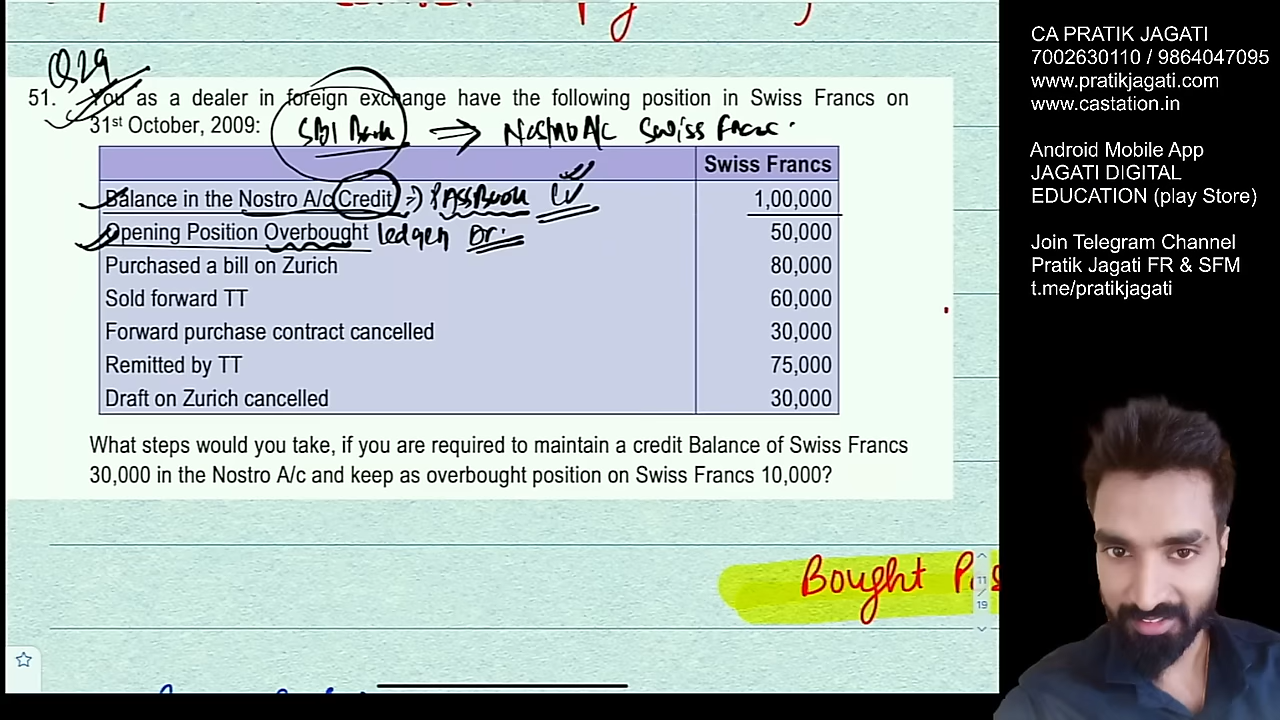 Q29
51. You as a dealer in foreign exchange have the following position in Swiss Francs on
31st October, 2009:
SBI Bank ⇒ Nostro A/c Swiss Franc.
Swiss Francs
Balance in the Nostro A/c Credit ⇒ PassBook 1,00,000
Opening Position Overbought ledger Dr. 50,000
Purchased a bill on Zurich 80,000
Sold forward TT 60,000
Forward purchase contract cancelled 30,000
Remitted by TT 75,000
Draft on Zurich cancelled 30,000
What steps would you take, if you are required to maintain a credit Balance of Swiss Francs
30,000 in the Nostro A/c and keep as overbought position on Swiss Francs 10,000?
Bought
11
/
19
CA PRATIK JAGATI
7002630110 / 9864047095
www.pratikjagati.com
www.castation.in
Android Mobile App
JAGATI DIGITAL
EDUCATION (play Store)
Join Telegram Channel
Pratik Jagati FR & SFM
t.me/pratikjagati